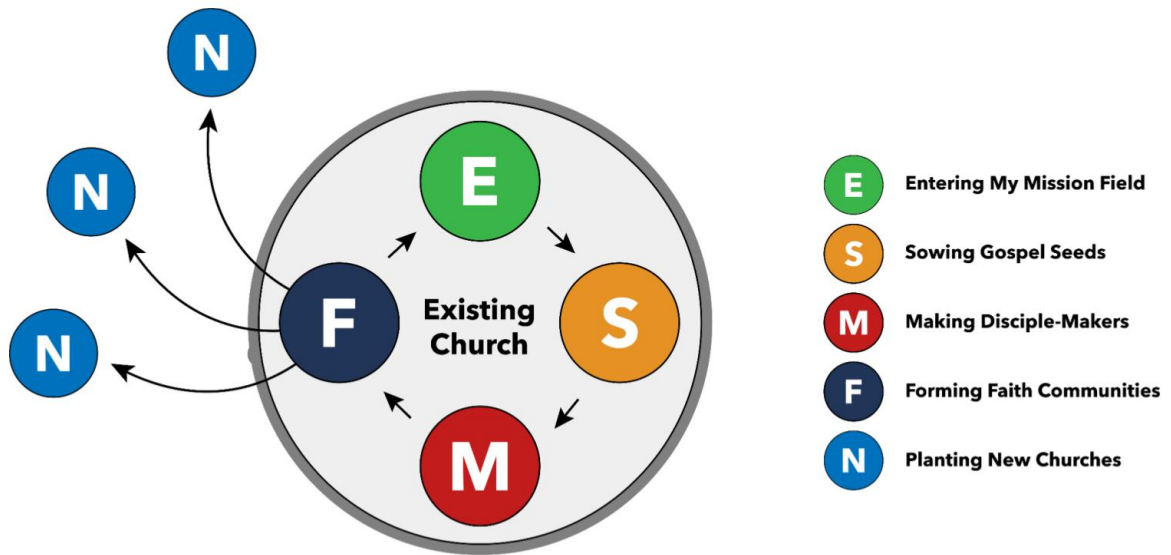 N
N
N
E
F
Existing
Church
S
M
E Entering My Mission Field
S Sowing Gospel Seeds
M Making Disciple-Makers
F Forming Faith Communities
N Planting New Churches